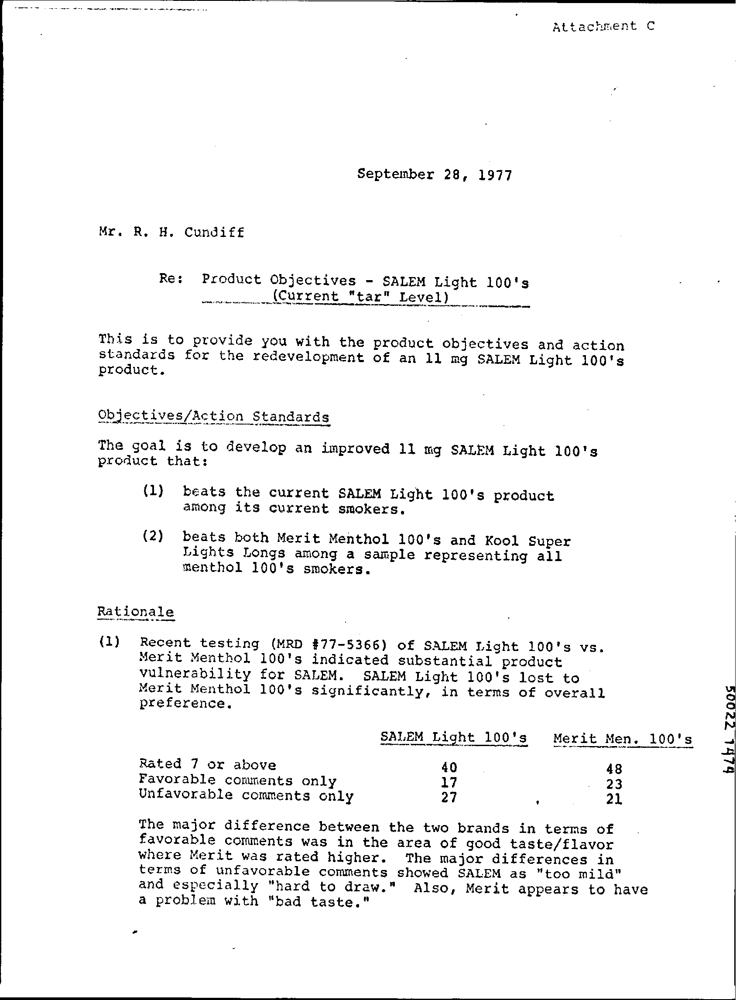 Attachment C
September 28, 1977
Mr. R. H. Cundiff
Re: Product Objectives - SALEM Light 100's
(Current "tar" Level)
This is to provide you with the product objectives and action
standards for the redevelopment of an 11 mg SALEM Light 100's
product.
Objectives/Action Standards
The goal is to develop an improved 11 mg SALEM Light 100's
product that:
(1) beats the current SALEM Light 100's product
among its current smokers.
(2) beats both Merit Menthol 100's and Kool Super
Lights Longs among a sample representing all
menthol 100's smokers.
Rationale
(1) Recent testing (MRD #77-5366) of SALEM Light 100's vs.
Merit Menthol 100's indicated substantial product
vulnerability for SALEM. SALEM Light 100's lost to
Merit Menthol 100's significantly, in terms of overall
preference.
SALEM Light 100's Merit Men. 100's
Rated 7 or above 40 48
Favorable comments only 17 23
Unfavorable comments only 27 21
The major difference between the two brands in terms of
favorable comments was in the area of good taste/flavor
where Merit was rated higher. The major differences in
terms of unfavorable comments showed SALEM as "too mild"
and especially "hard to draw." Also, Merit appears to have
a problem with "bad taste."
50022 1474